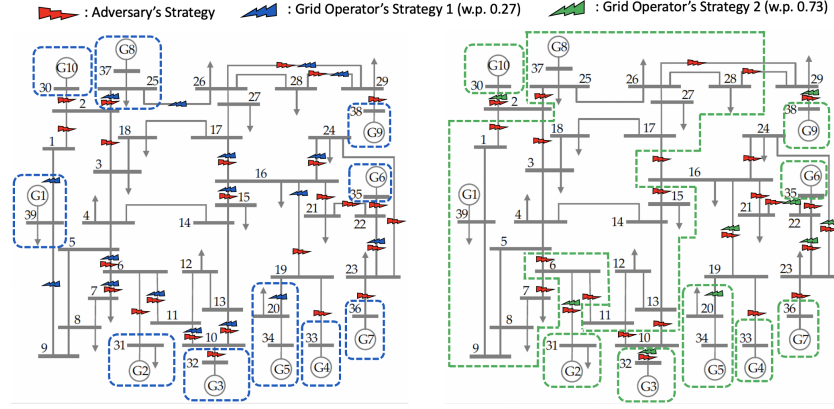 : Adversary's Strategy : Grid Operator's Strategy 1 (w.p. 0.27) : Grid Operator's Strategy 2 (w.p. 0.73)
G10 G8
30 37 25 26 28 29
2 27 38
1 18 17 24 G9
3 16 G6
G1 35
39 4 15 21 22
14
5
6 12 19 23
7 13
8 11 20 36
31 10 33
9 34 G7
G2 32 G5 G4
G3
G10 G8
30 37 25 26 28 29
2 27 38
1 18 17 24 G9
3 16 G6
G1 35
39 4 15 21 22
14
5
6 12 19 23
7 13
8 11 20 36
31 10 33
9 34 G7
G2 32 G5 G4
G3